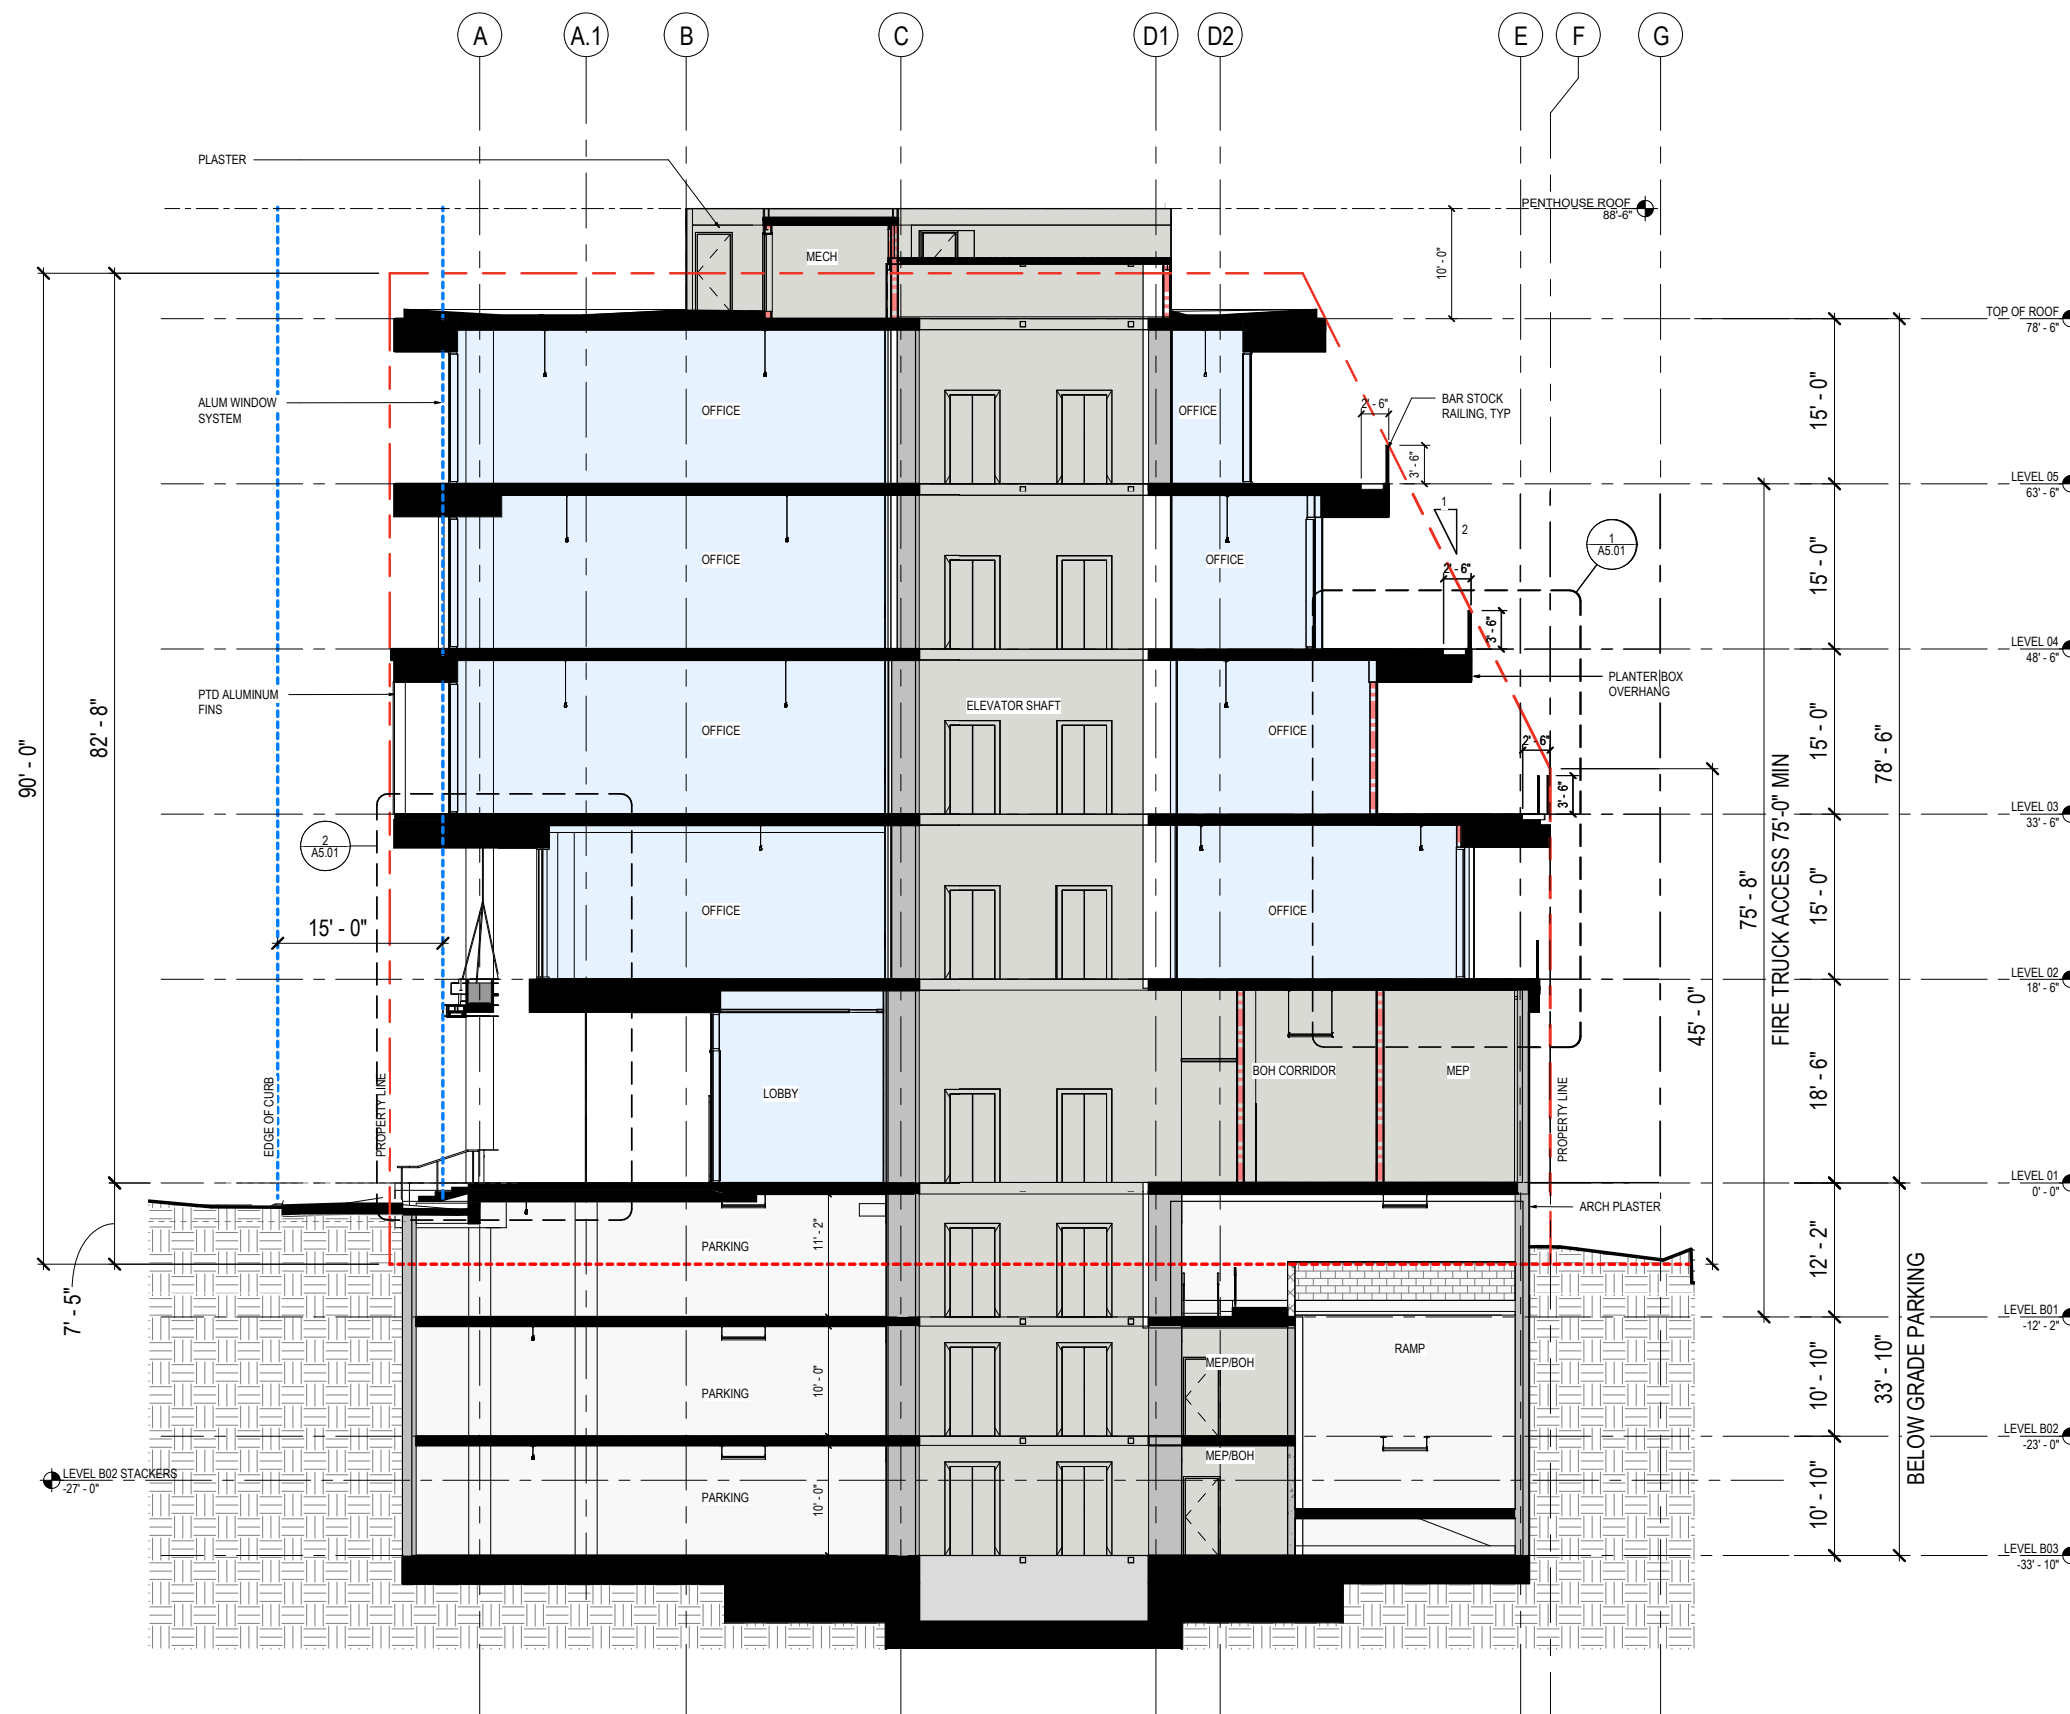 A
A.1
B
C
D1
D2
E
F
G
PLASTER
PENTHOUSE ROOF
88'-6"
MECH
10' - 0"
TOP OF ROOF
78' - 6"
ALUM WINDOW
SYSTEM
OFFICE
OFFICE
2' - 6"
BAR STOCK
RAILING, TYP
3' - 6"
15' - 0"
LEVEL 05
63' - 6"
1
2
1
A5.01
OFFICE
OFFICE
2' - 6"
3' - 6"
15' - 0"
LEVEL 04
48' - 6"
PLANTER BOX
OVERHANG
PTD ALUMINUM
FINS
ELEVATOR SHAFT
OFFICE
OFFICE
2' - 6"
3' - 6"
15' - 0"
78' - 6"
90' - 0"
82' - 8"
LEVEL 03
33' - 6"
2
A5.01
15' - 0"
OFFICE
OFFICE
75' - 8"
FIRE TRUCK ACCESS 75'-0" MIN
15' - 0"
LEVEL 02
18' - 6"
45' - 0"
BOH CORRIDOR
MEP
LOBBY
18' - 6"
EDGE OF CURB
PROPERTY LINE
PROPERTY LINE
LEVEL 01
0' - 0"
ARCH PLASTER
PARKING
11' - 2"
12' - 2"
7' - 5"
LEVEL B01
-12' - 2"
RAMP
MEP/BOH
PARKING
10' - 0"
10' - 10"
33' - 10"
BELOW GRADE PARKING
LEVEL B02
-23' - 0"
MEP/BOH
LEVEL B02 STACKERS
-27' - 0"
PARKING
10' - 0"
10' - 10"
LEVEL B03
-33' - 10"